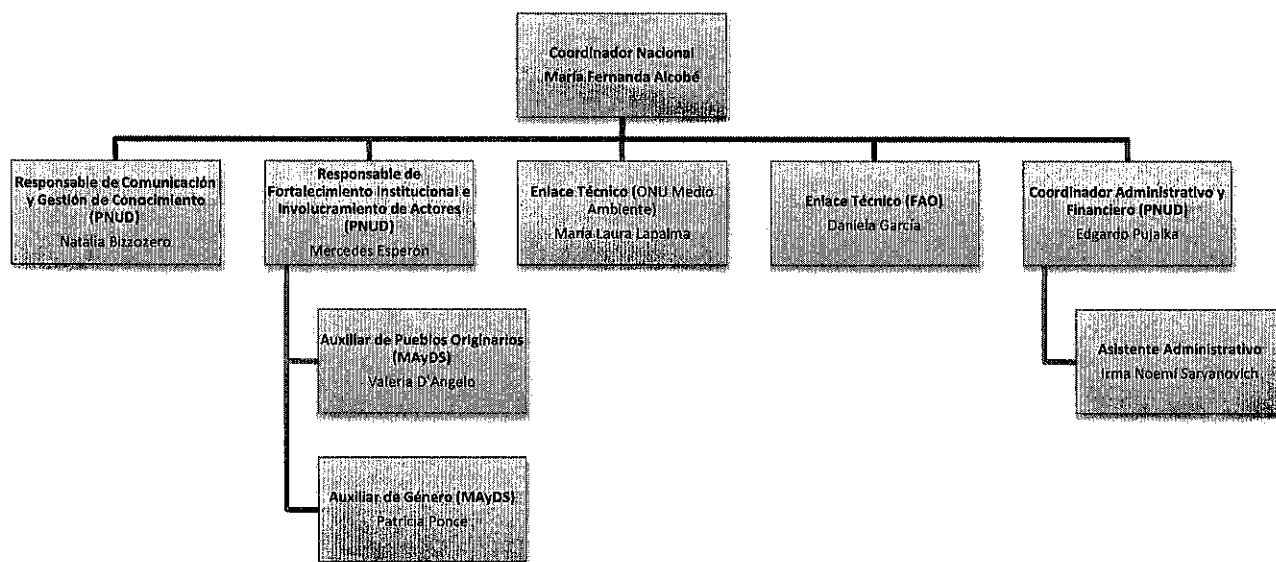 Coordinador Nacional
María Fernanda Alcobé
Responsable de Comunicación
y Gestión de Conocimiento
(PNUD)
Natalia Bizzozero
Responsable de
Fortalecimiento Institucional e
Involucramiento de Actores
(PNUD)
Mercedes Esperón
Enlace Técnico (ONU Medio
Ambiente)
María Laura Lapalma
Enlace Técnico (FAO)
Daniela García
Coordinador Administrativo y
Financiero (PNUD)
Edgardo Pujalka
Auxiliar de Pueblos Originarios
(MAyDS)
Valeria D'Angelo
Asistente Administrativo
Irma Noemí Saryanovich
Auxiliar de Género (MAyDS)
Patricia Ponce